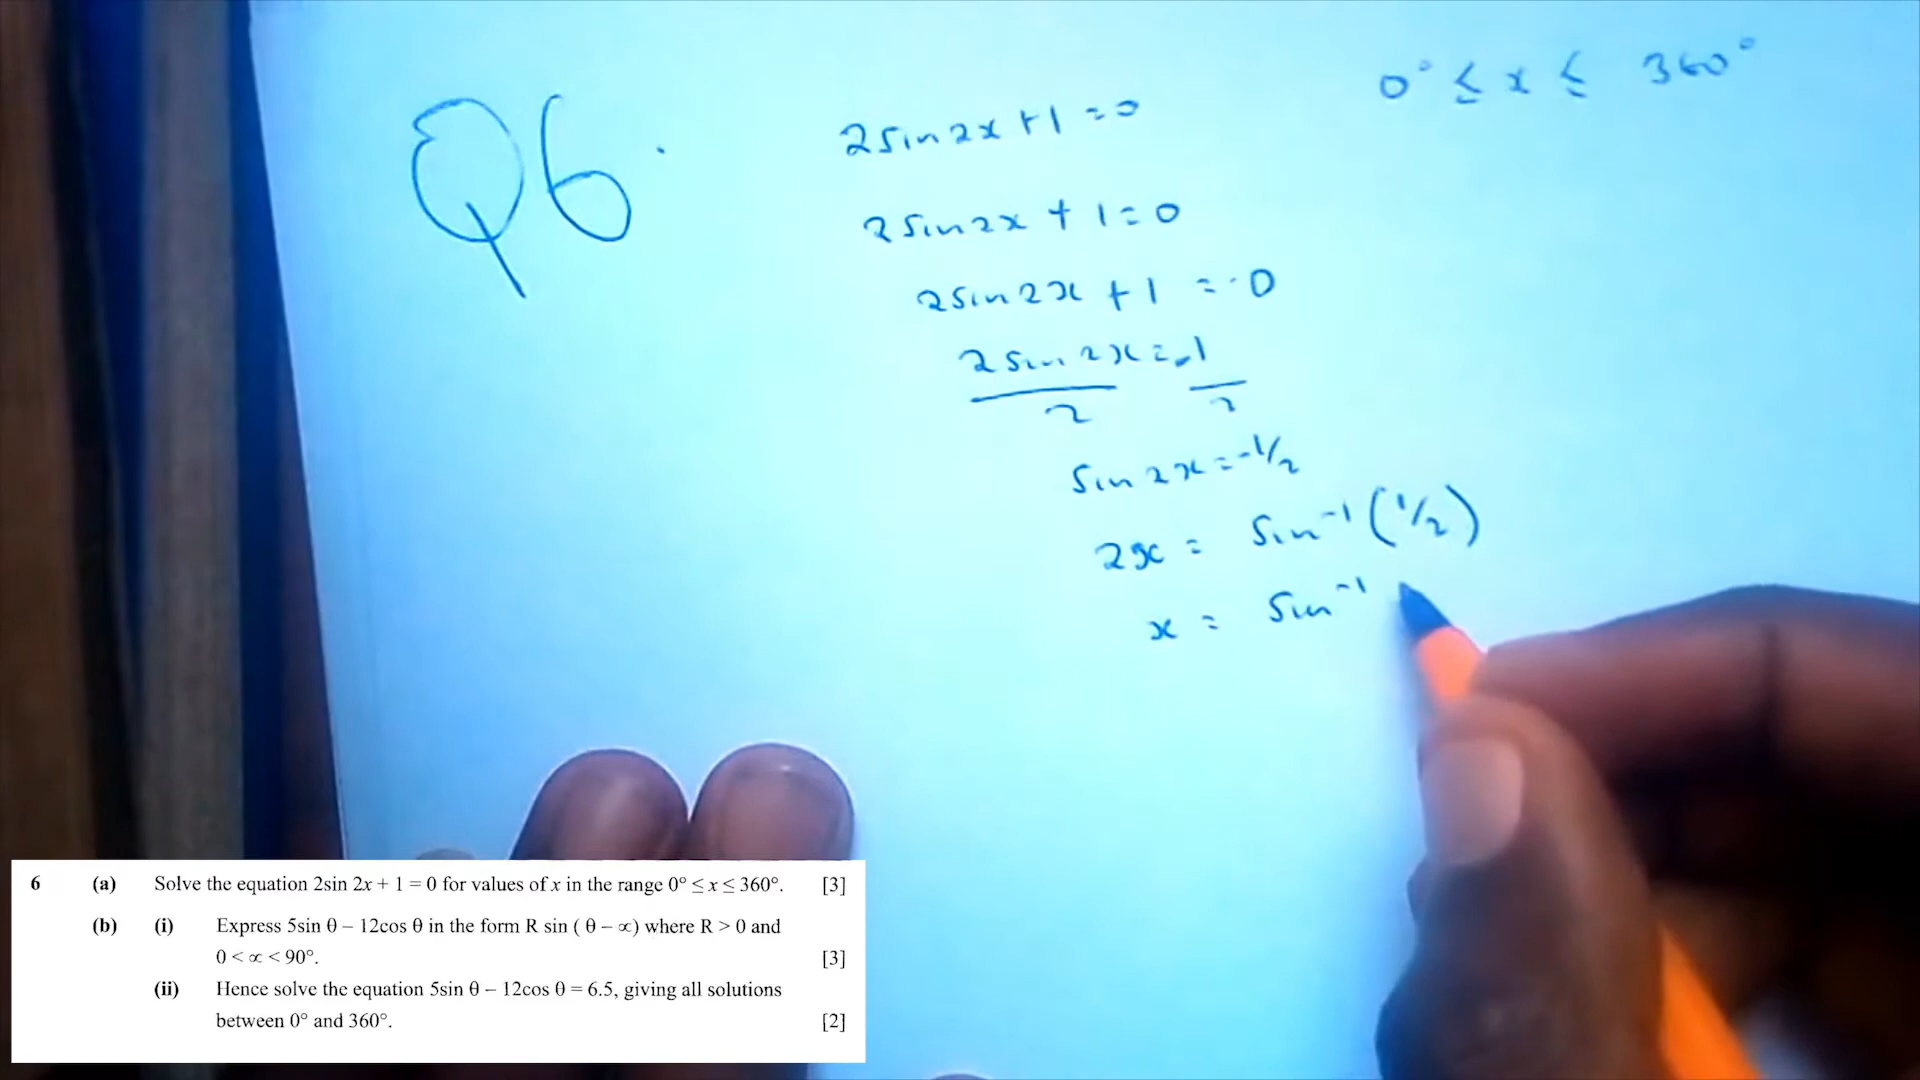 Q6.
0° ≤ x ≤ 360°
2sin2x+1=0
2sin2x + 1=0
2sin2x + 1 = 0
2sin2x=-1
2 2
sin2x=-1/2
2x = sin⁻¹(1/2)
x = sin⁻¹
6 (a) Solve the equation 2sin 2x + 1 = 0 for values of x in the range 0° ≤ x ≤ 360°. [3]
(b) (i) Express 5sin θ – 12cos θ in the form R sin ( θ – ∝) where R > 0 and
0 < ∝ < 90°. [3]
(ii) Hence solve the equation 5sin θ – 12cos θ = 6.5, giving all solutions
between 0° and 360°. [2]